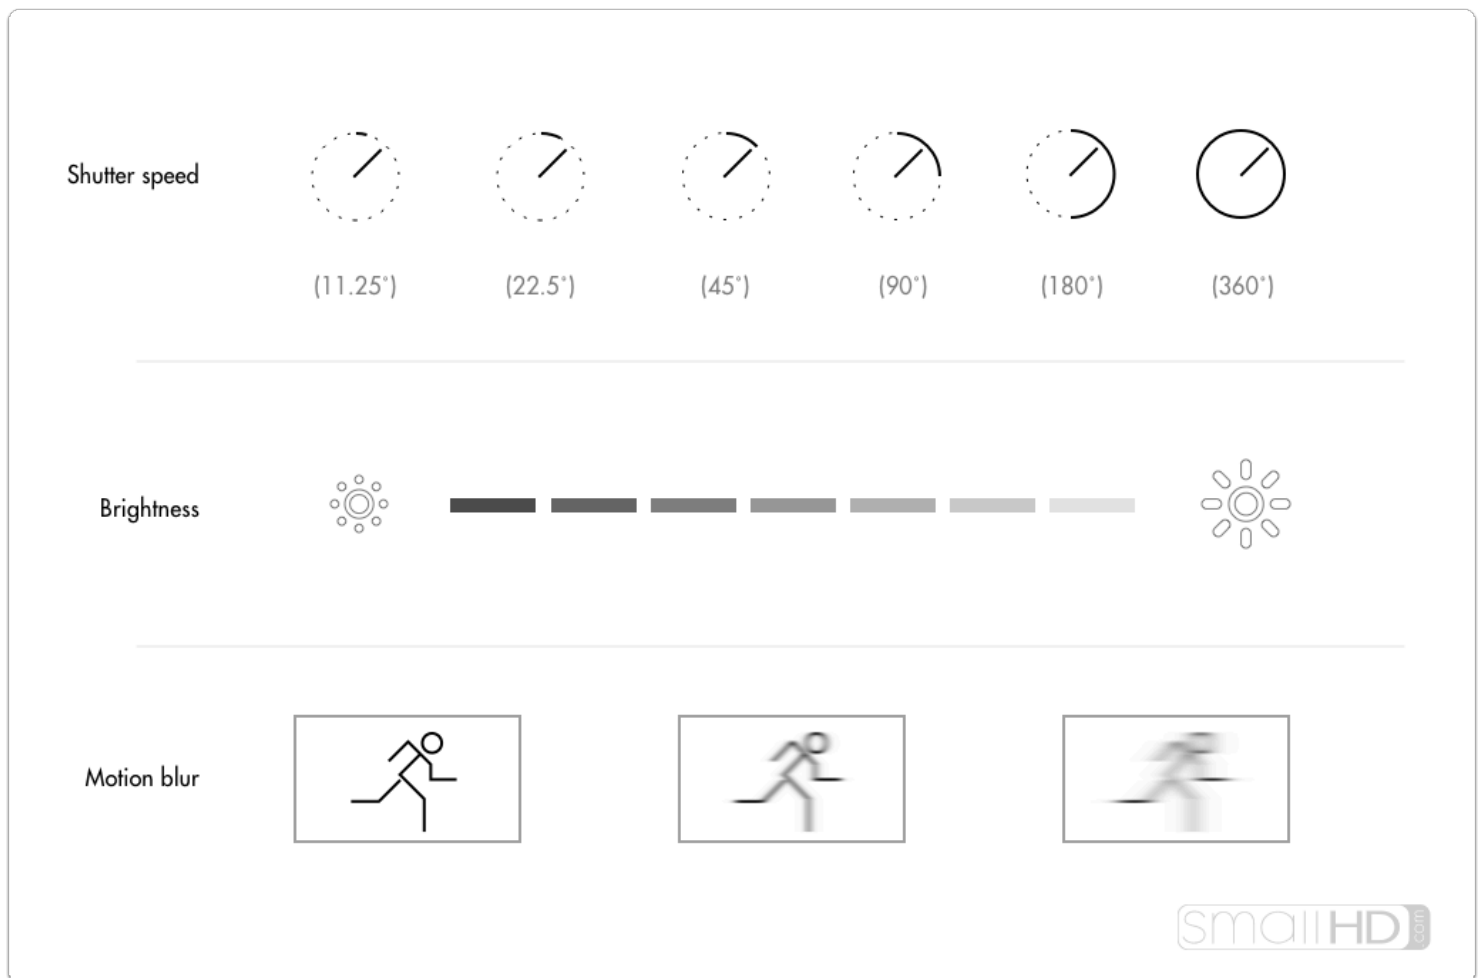 Shutter speed
(11.25°) (22.5°) (45°) (90°) (180°) (360°)
Brightness
Motion blur
smallHD.com